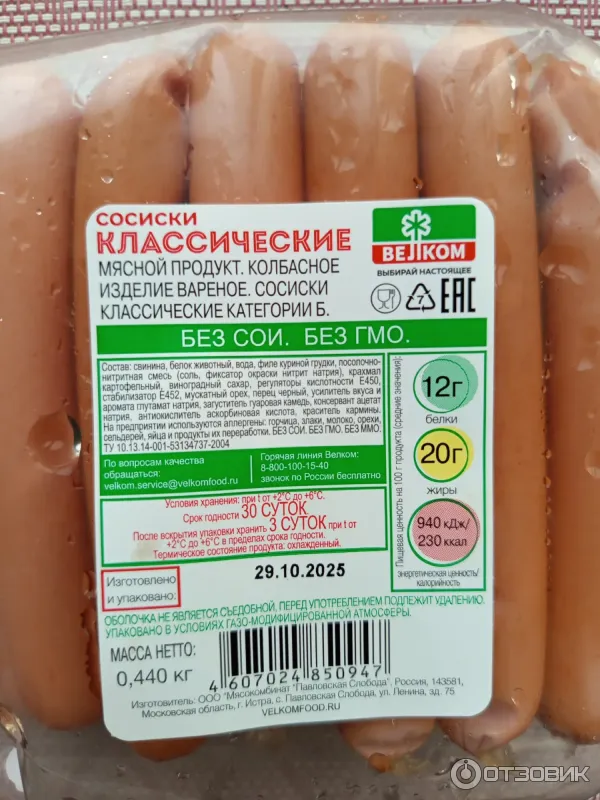 СОСИСКИ
КЛАССИЧЕСКИЕ
МЯСНОЙ ПРОДУКТ. КОЛБАСНОЕ
ИЗДЕЛИЕ ВАРЕНОЕ. СОСИСКИ
КЛАССИЧЕСКИЕ КАТЕГОРИИ Б.
ВЕЛКОМ
ВЫБИРАЙ НАСТОЯЩЕЕ
7
EAC
БЕЗ СОИ. БЕЗ ГМО.
Состав: свинина, белок животный, вода, филе куриной грудки, посолочно-
нитритная смесь (соль, фиксатор окраски нитрит натрия), крахмал
картофельный, виноградный сахар, регуляторы кислотности Е450,
стабилизатор Е452, мускатный орех, перец черный, усилитель вкуса и
аромата глутамат натрия, загуститель гуаровая камедь, консервант ацетат
натрия, антиокислитель аскорбиновая кислота, краситель кармины.
На предприятии используются аллергены: горчица, злаки, молоко, орехи,
сельдерей, яйца и продукты их переработки. БЕЗ СОИ. БЕЗ ГМО. БЕЗ ММО.
ТУ 10.13.14-001-53134737-2004
По вопросам качества
обращаться:
velkom.service@velkomfood.ru
Горячая линия Велком:
8-800-100-15-40
звонок по России бесплатно
Пищевая ценность на 100 г продукта (средние значения):
12г
белки
20г
жиры
940 кДж/
230 ккал
энергетическая ценность/
калорийность
Условия хранения: при t от +2°С до +6°С.
Срок годности 30 СУТОК
После вскрытия упаковки хранить 3 СУТОК при t от
+2°С до +6°С в пределах срока годности.
Термическое состояние продукта: охлажденный.
Изготовлено
и упаковано:
29.10.2025
ОБОЛОЧКА НЕ ЯВЛЯЕТСЯ СЪЕДОБНОЙ, ПЕРЕД УПОТРЕБЛЕНИЕМ ПОДЛЕЖИТ УДАЛЕНИЮ.
УПАКОВАНО В УСЛОВИЯХ ГАЗО-МОДИФИЦИРОВАННОЙ АТМОСФЕРЫ.
МАССА НЕТТО:
0,440 кг
4607024850947
Изготовитель: ООО "Мясокомбинат "Павловская Слобода", Россия, 143581,
Московская область, г. Истра, с. Павловская Слобода, ул. Ленина, зд. 75
VELKOMFOOD.RU
ОТЗОВИК